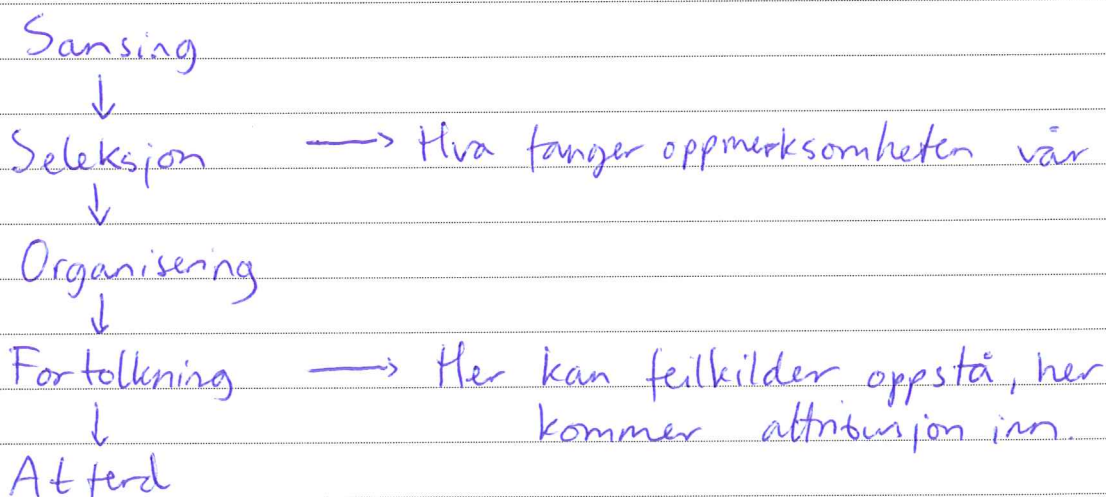 Sansing
↓
Seleksjon → Hva fanger oppmerksomheten vår
↓
Organisering
↓
Fortolkning → Her kan feilkilder oppstå, her
↓ kommer attribusjon inn.
Atferd